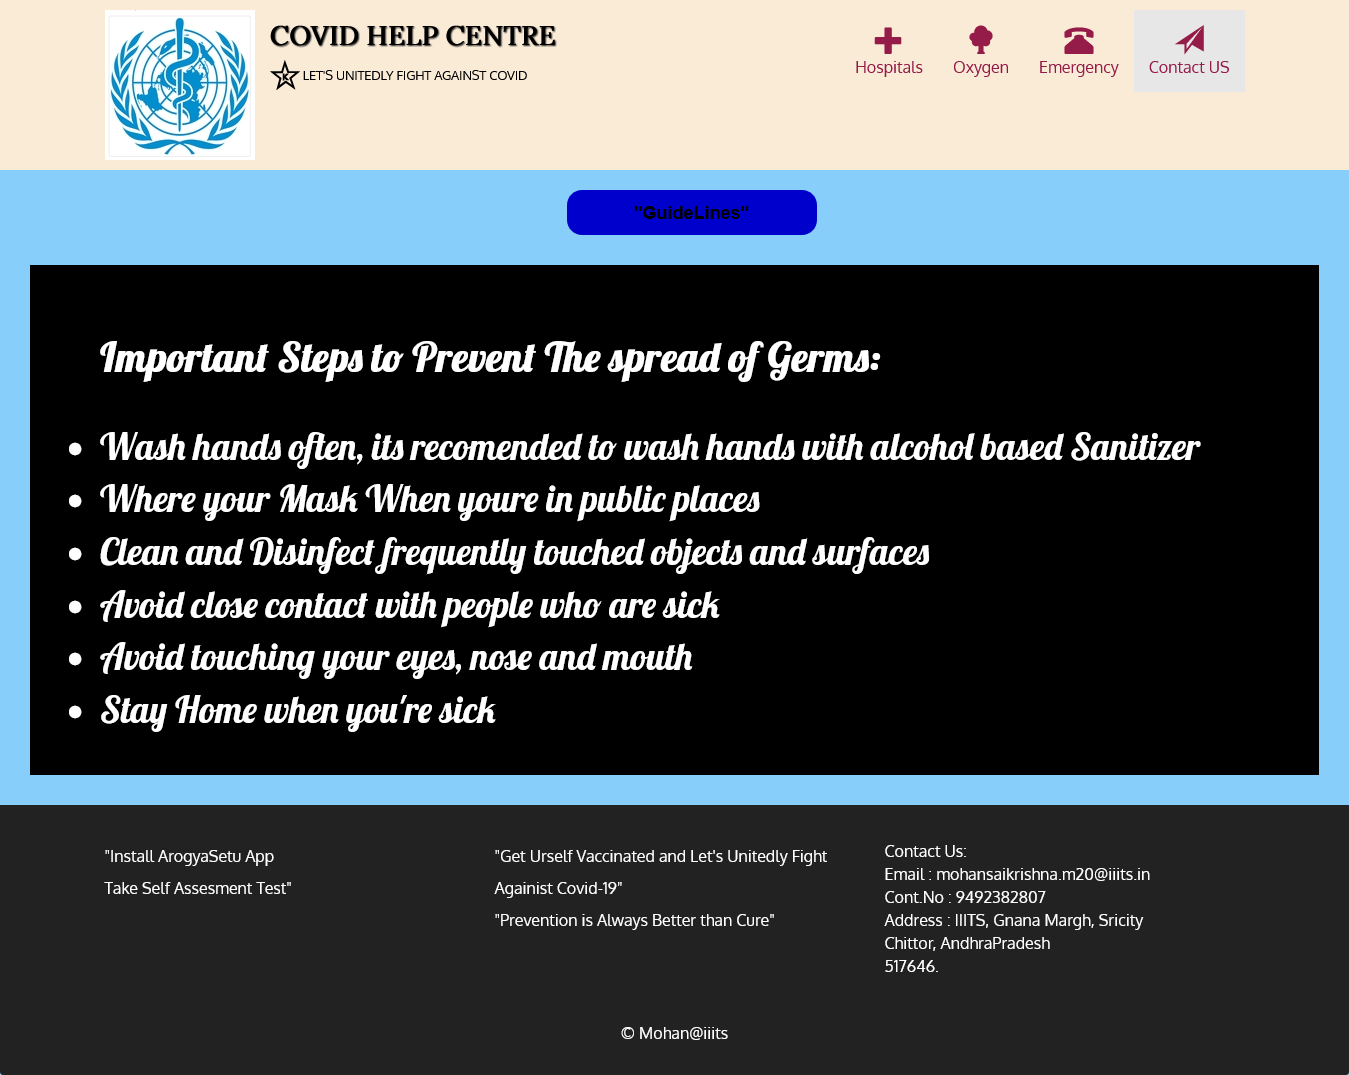 COVID HELP CENTRE
K LET'S UNITEDLY FIGHT AGAINST COVID
Hospitals
Oxygen
Emergency
Contact US
"GuideLines"
Important Steps to Prevent The spread of Germs:
Wash hands often, its recomended to wash hands with alcohol based Sanitizer
Where your Mask When youre in public places
Clean and Disinfect frequently touched objects and surfaces
Avoid close contact with people who are sick
Avoid touching your eyes, nose and mouth
Stay Home when you're sick
"Install ArogyaSetu App
Take Self Assesment Test"
"Get Urself Vaccinated and Let's Unitedly Fight
Againist Covid-19"
"Prevention is Always Better than Cure"
Contact Us:
Email : mohansaikrishna.m20@iiits.in
Cont.No : 9492382807
Address : IIITS, Gnana Margh, Sricity
Chittor, AndhraPradesh
517646.
© Mohan@iiits